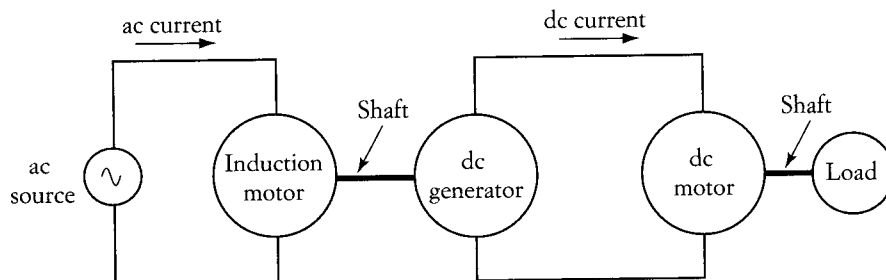 ac current
dc current
Shaft
Shaft
ac
source
Induction
motor
dc
generator
dc
motor
Load